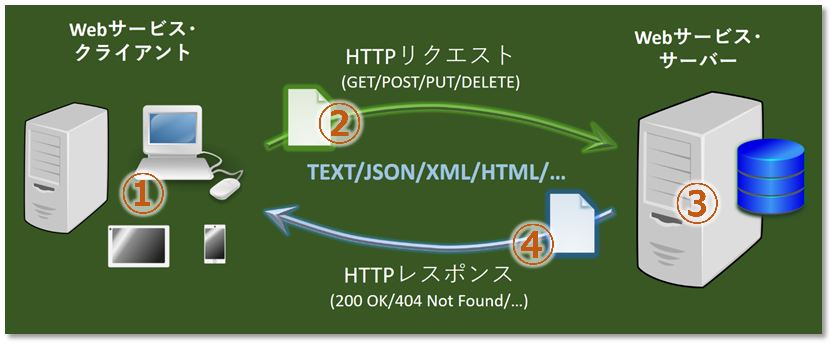 Webサービス・
クライアント
HTTPリクエスト
(GET/POST/PUT/DELETE)
Webサービス・
サーバー
②
TEXT/JSON/XML/HTML/...
①
③
④
HTTPレスポンス
(200 OK/404 Not Found/...)